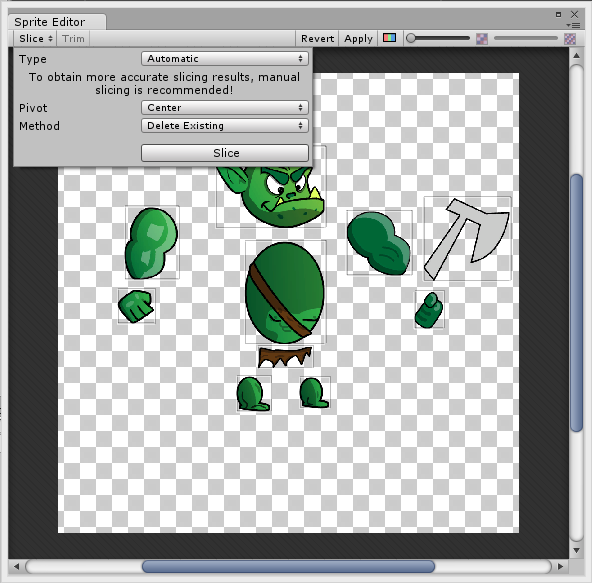 Sprite Editor
Slice Trim Revert Apply
Type Automatic
To obtain more accurate slicing results, manual
slicing is recommended!
Pivot Center
Method Delete Existing
Slice